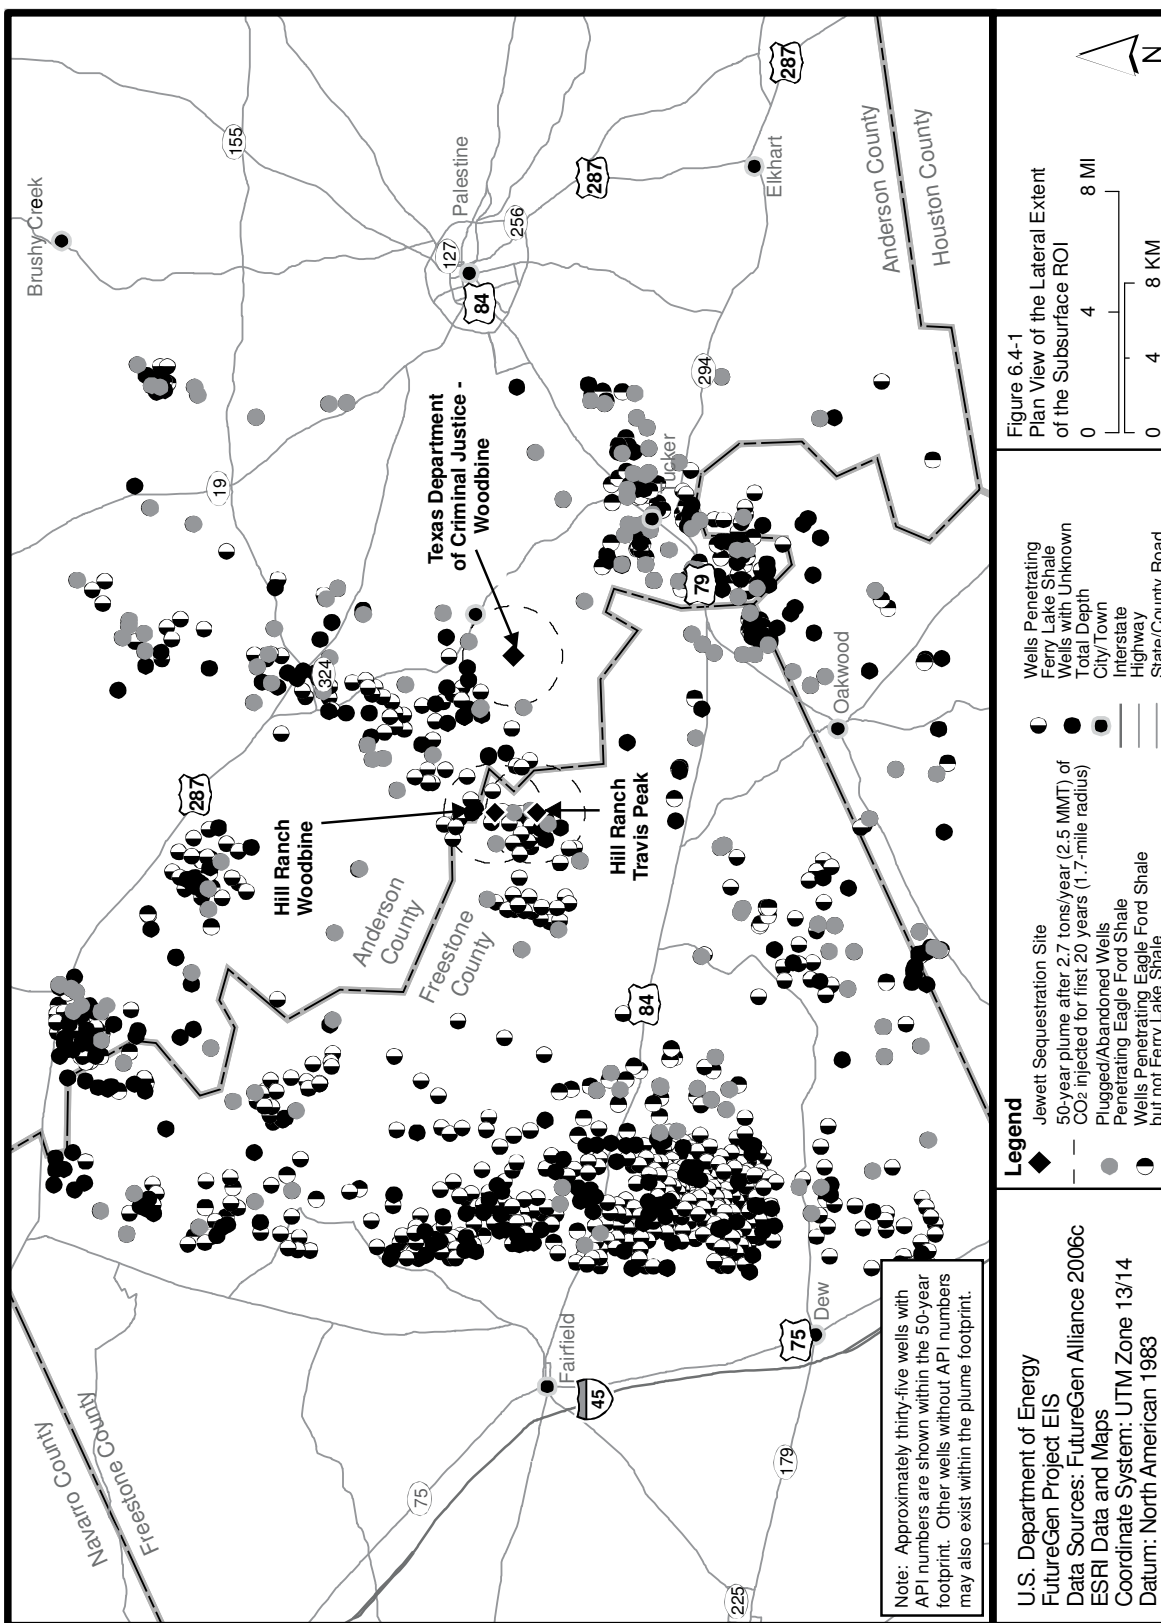 Brushy Creek
155
287
Palestine
127
256
84
287
Elkhart
Anderson County
Houston County
19
Texas Department
of Criminal Justice -
Woodbine
294
Tucker
324
79
Oakwood
287
Hill Ranch
Woodbine
Hill Ranch
Travis Peak
Anderson
County
Freestone
County
84
Navarro County
Freestone County
Fairfield
45
75
75
Dew
179
225
Note: Approximately thirty-five wells with
API numbers are shown within the 50-year
footprint. Other wells without API numbers
may also exist within the plume footprint.
U.S. Department of Energy
FutureGen Project EIS
Data Sources: FutureGen Alliance 2006c
ESRI Data and Maps
Coordinate System: UTM Zone 13/14
Datum: North American 1983
Legend
Jewett Sequestration Site
50-year plume after 2.7 tons/year (2.5 MMT) of
CO2 injected for first 20 years (1.7-mile radius)
Plugged/Abandoned Wells
Penetrating Eagle Ford Shale
Wells Penetrating Eagle Ford Shale
but not Ferry Lake Shale
Wells Penetrating
Ferry Lake Shale
Wells with Unknown
Total Depth
City/Town
Interstate
Highway
State/County Road
Figure 6.4-1
Plan View of the Lateral Extent
of the Subsurface ROI
0 4 8 MI
0 4 8 KM
N